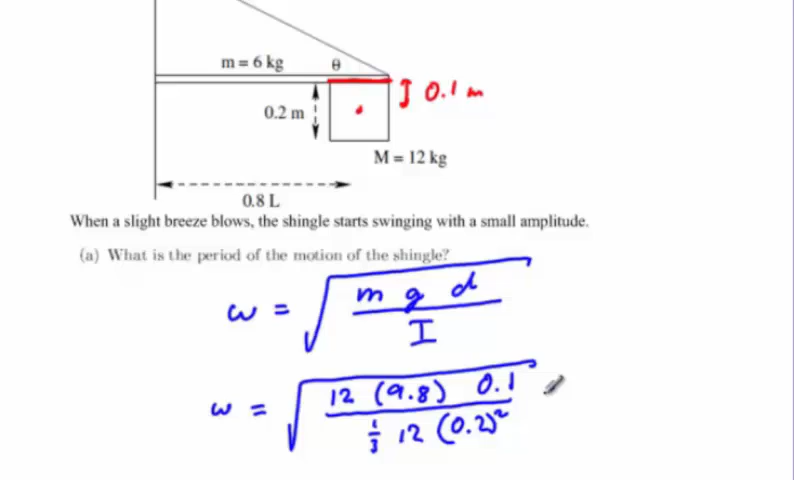 m = 6 kg
θ
0.1 m
0.2 m
M = 12 kg
0.8 L
When a slight breeze blows, the shingle starts swinging with a small amplitude.
(a) What is the period of the motion of the shingle?
ω = √(m g d / I)
ω = √(12 (9.8) 0.1 / 1/3 12 (0.2)²)